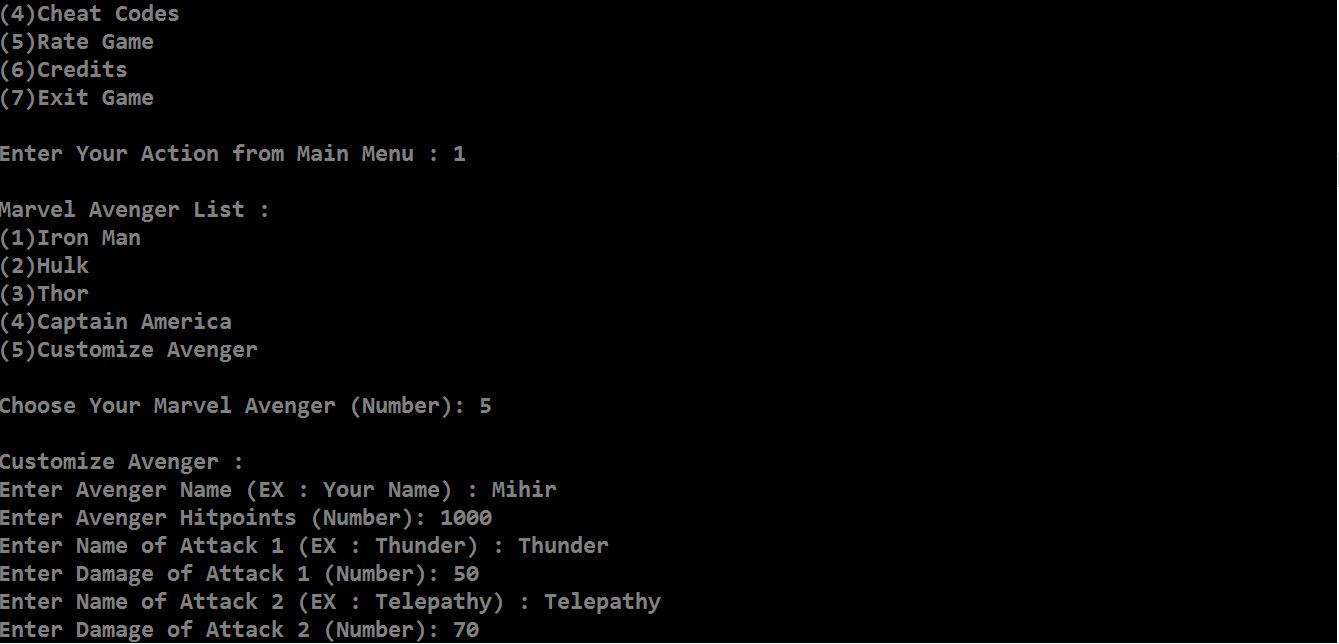 (4)Cheat Codes
(5)Rate Game
(6)Credits
(7)Exit Game
Enter Your Action from Main Menu : 1
Marvel Avenger List :
(1)Iron Man
(2)Hulk
(3)Thor
(4)Captain America
(5)Customize Avenger
Choose Your Marvel Avenger (Number): 5
Customize Avenger :
Enter Avenger Name (EX : Your Name) : Mihir
Enter Avenger Hitpoints (Number): 1000
Enter Name of Attack 1 (EX : Thunder) : Thunder
Enter Damage of Attack 1 (Number): 50
Enter Name of Attack 2 (EX : Telepathy) : Telepathy
Enter Damage of Attack 2 (Number): 70